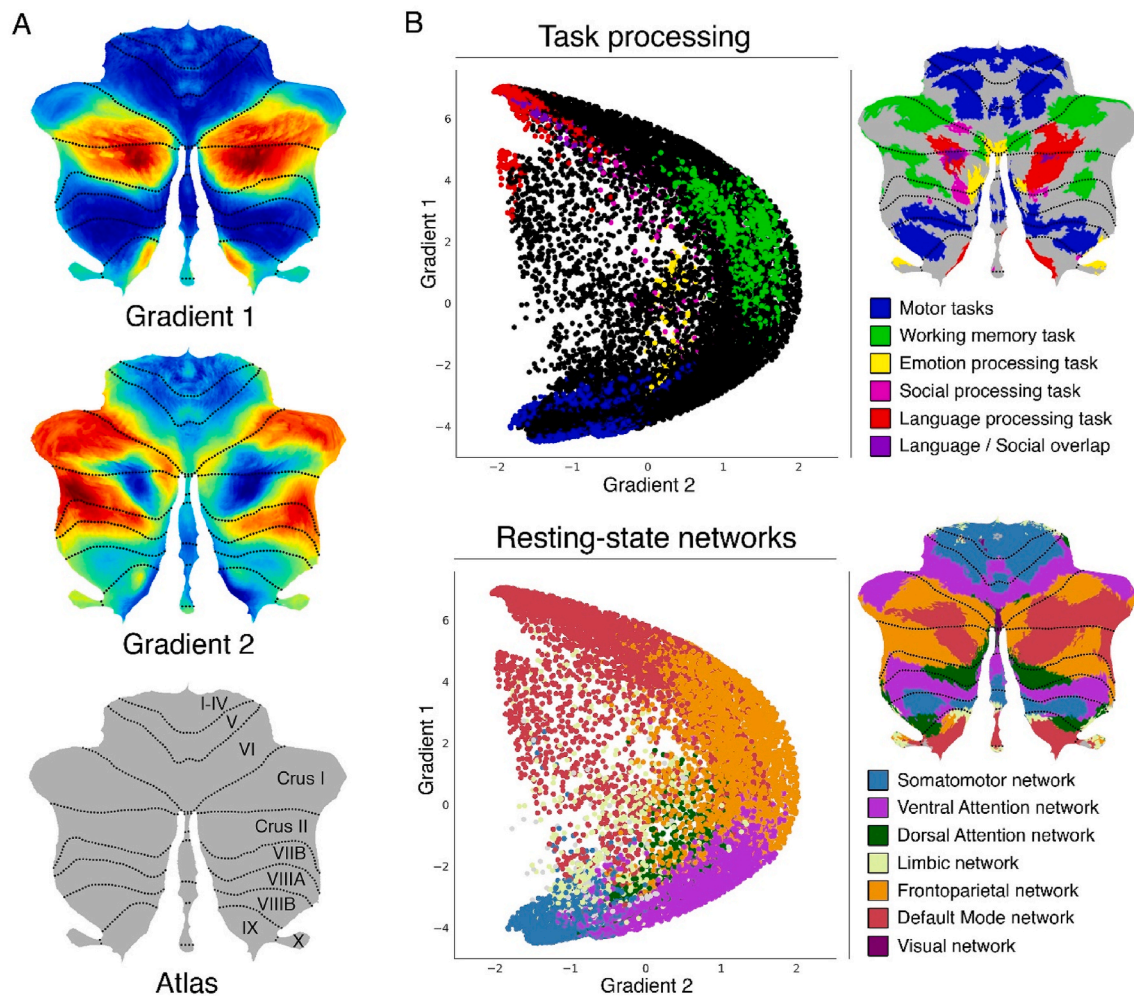 A
Gradient 1
Gradient 2
I-IV
V
VI
Crus I
Crus II
VIIB
VIIIA
VIIIB
IX
X
Atlas
B
Task processing
Gradient 1
6
4
2
0
−2
−4
−2
−1
0
1
2
Gradient 2
Motor tasks
Working memory task
Emotion processing task
Social processing task
Language processing task
Language / Social overlap
Resting-state networks
Gradient 1
6
4
2
0
−2
−4
−2
−1
0
1
2
Gradient 2
Somatomotor network
Ventral Attention network
Dorsal Attention network
Limbic network
Frontoparietal network
Default Mode network
Visual network